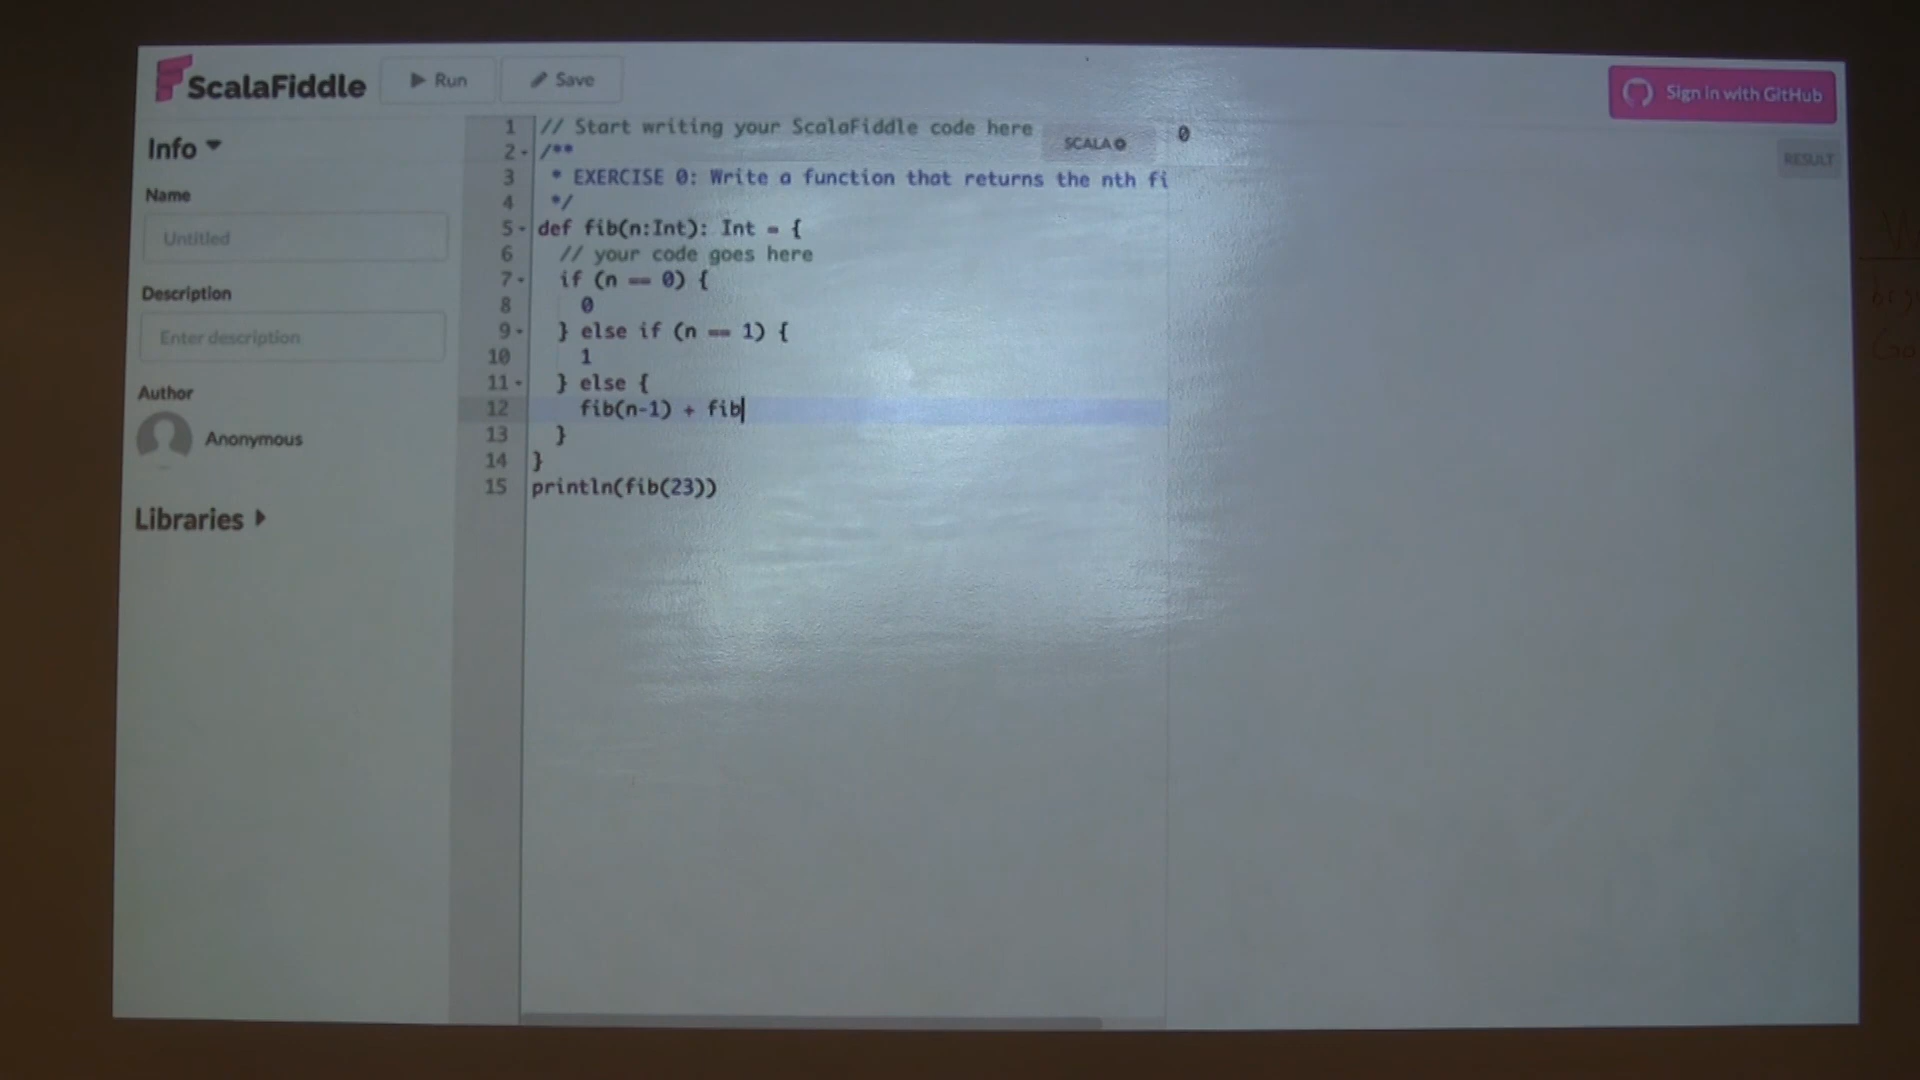 ScalaFiddle
Run
Save
Sign in with GitHub
Info
Name
Untitled
Description
Enter description
Author
Anonymous
Libraries
SCALA
0
RESULT
1 // Start writing your ScalaFiddle code here
2 /**
3 * EXERCISE 0: Write a function that returns the nth fi
4 */
5 def fib(n:Int): Int = {
6 // your code goes here
7 if (n == 0) {
8 0
9 } else if (n == 1) {
10 1
11 } else {
12 fib(n-1) + fib
13 }
14 }
15 println(fib(23))